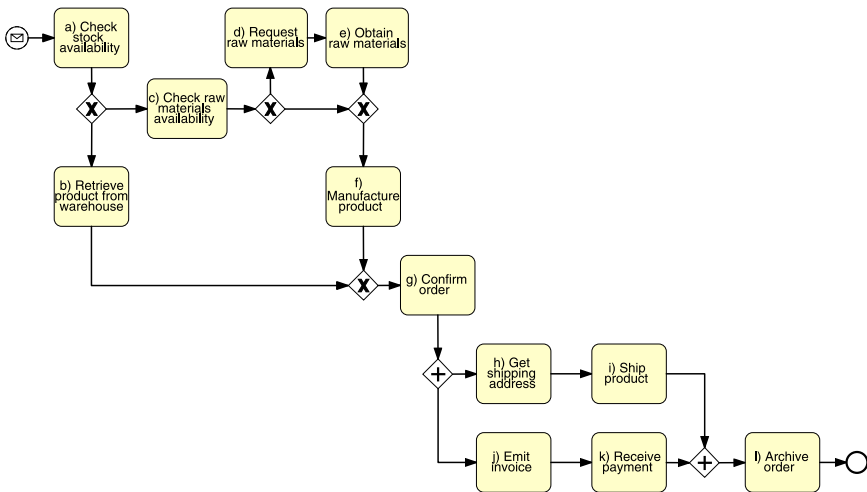 a) Check
stock
availability
d) Request
raw materials
e) Obtain
raw materials
c) Check raw
materials
availability
b) Retrieve
product from
warehouse
f)
Manufacture
product
g) Confirm
order
h) Get
shipping
address
i) Ship
product
j) Emit
invoice
k) Receive
payment
l) Archive
order